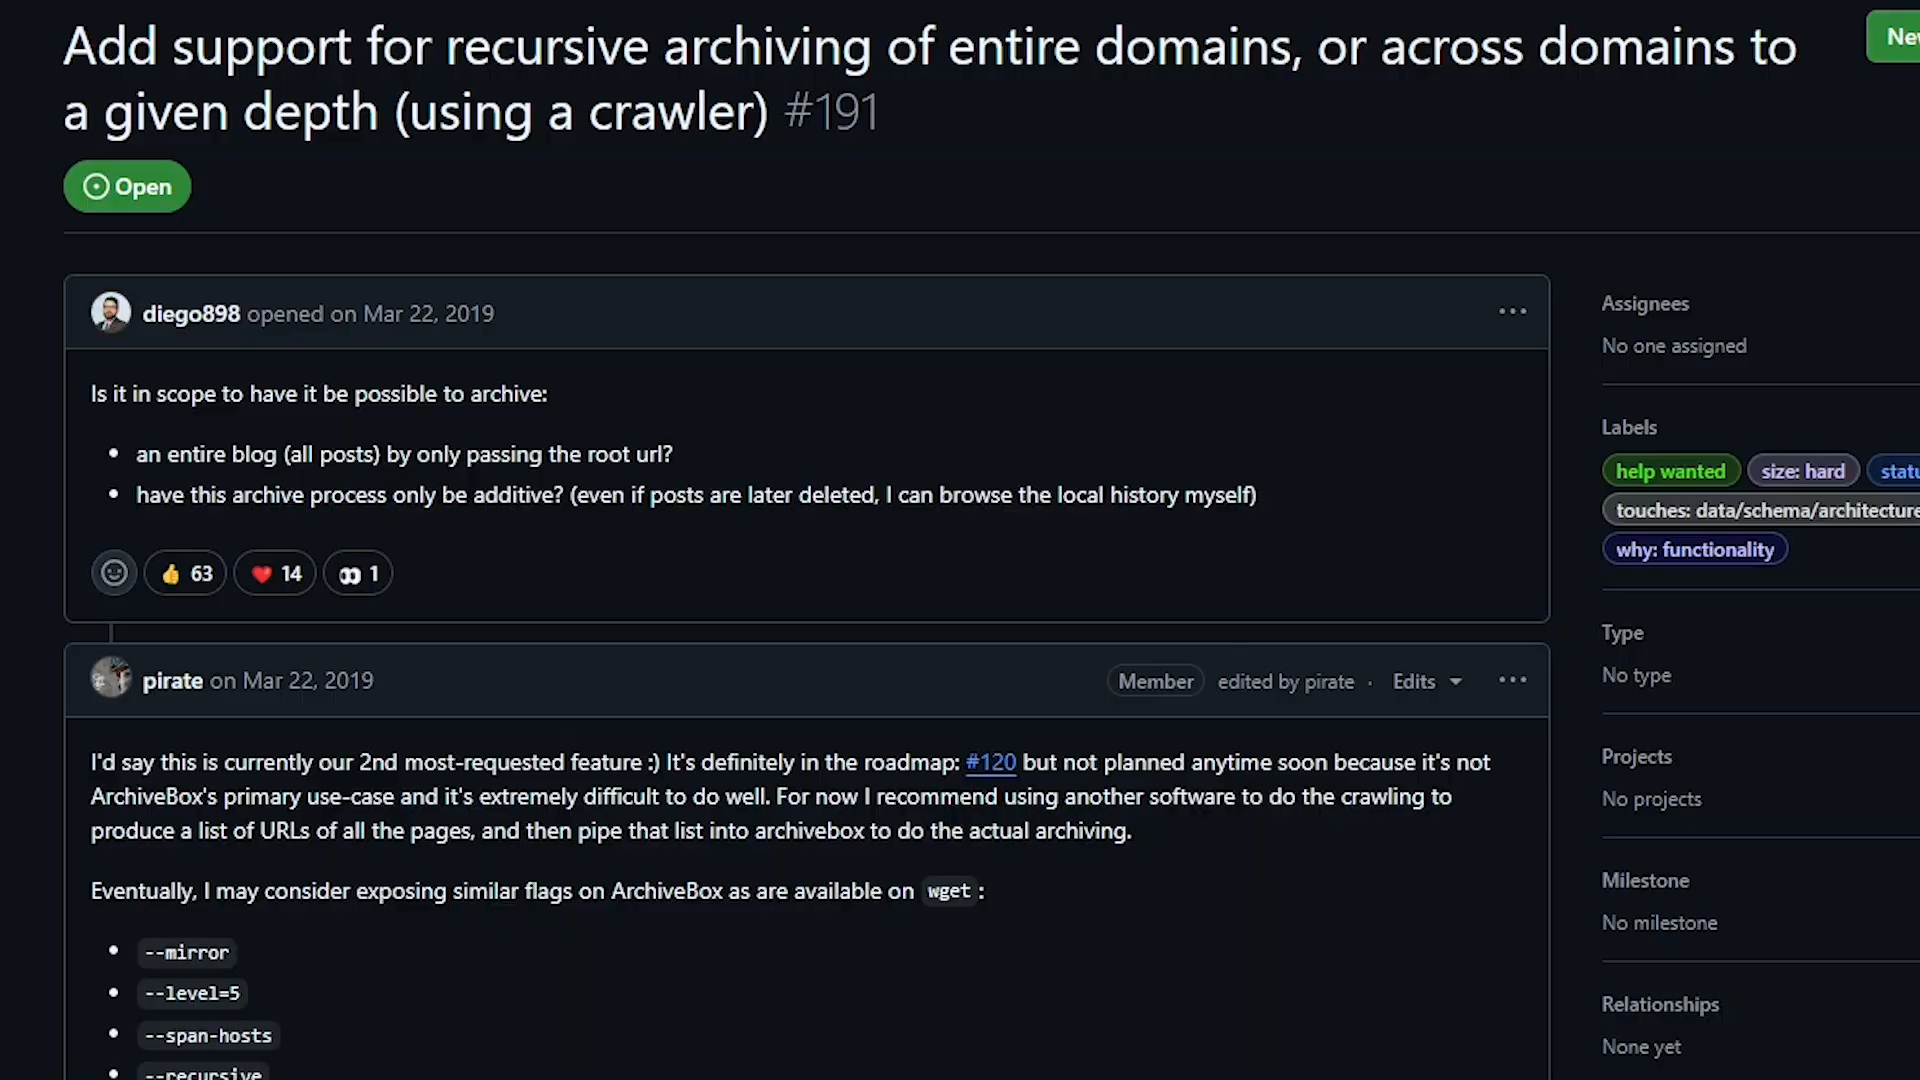 Add support for recursive archiving of entire domains, or across domains to
a given depth (using a crawler) #191
Open
diego898 opened on Mar 22, 2019
Is it in scope to have it be possible to archive:
• an entire blog (all posts) by only passing the root url?
• have this archive process only be additive? (even if posts are later deleted, I can browse the local history myself)
👍 63 ❤️ 14 👀 1
pirate on Mar 22, 2019
Member edited by pirate · Edits
I'd say this is currently our 2nd most-requested feature :) It's definitely in the roadmap: #120 but not planned anytime soon because it's not
ArchiveBox's primary use-case and it's extremely difficult to do well. For now I recommend using another software to do the crawling to
produce a list of URLs of all the pages, and then pipe that list into archivebox to do the actual archiving.
Eventually, I may consider exposing similar flags on ArchiveBox as are available on wget:
• --mirror
• --level=5
• --span-hosts
• --recursive
Assignees
No one assigned
Labels
help wanted size: hard
touches: data/schema/architecture
why: functionality
Type
No type
Projects
No projects
Milestone
No milestone
Relationships
None yet